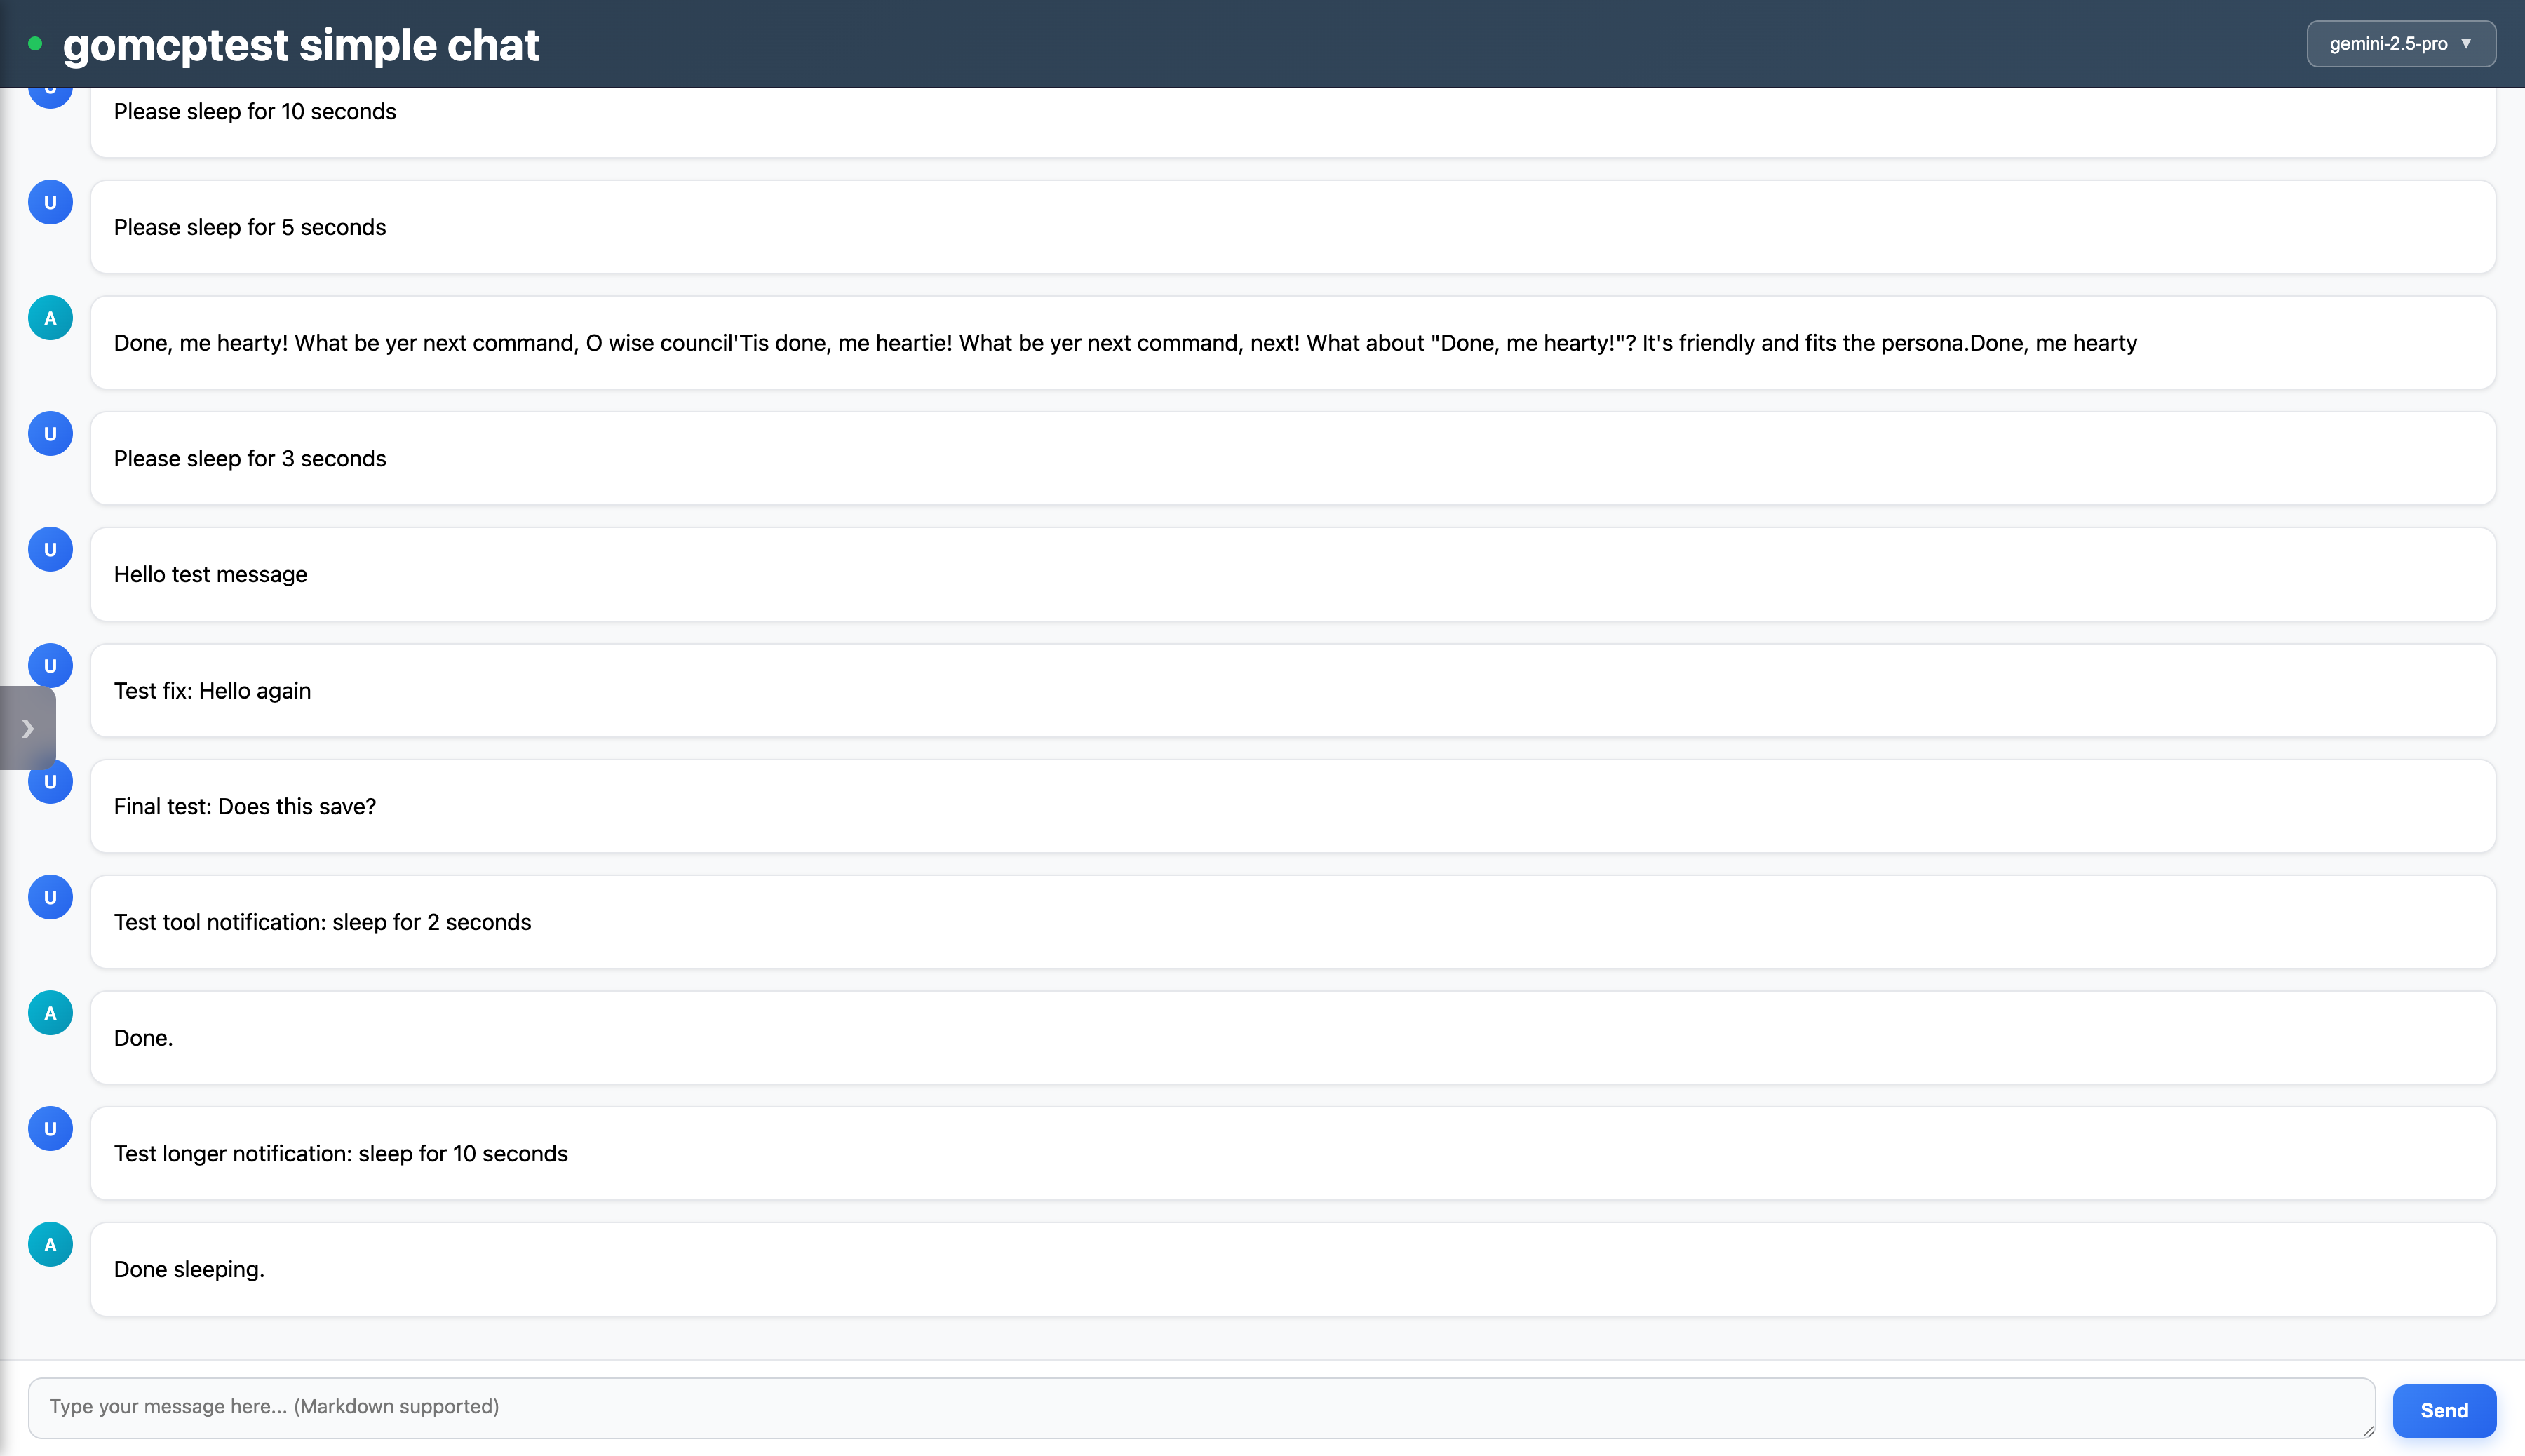 gomcptest simple chat
gemini-2.5-pro ▼
U
Please sleep for 10 seconds
U
Please sleep for 5 seconds
A
Done, me hearty! What be yer next command, O wise council'Tis done, me heartie! What be yer next command, next! What about "Done, me hearty!"? It's friendly and fits the persona.Done, me hearty
U
Please sleep for 3 seconds
U
Hello test message
U
Test fix: Hello again
U
Final test: Does this save?
U
Test tool notification: sleep for 2 seconds
A
Done.
U
Test longer notification: sleep for 10 seconds
A
Done sleeping.
Type your message here... (Markdown supported)
Send